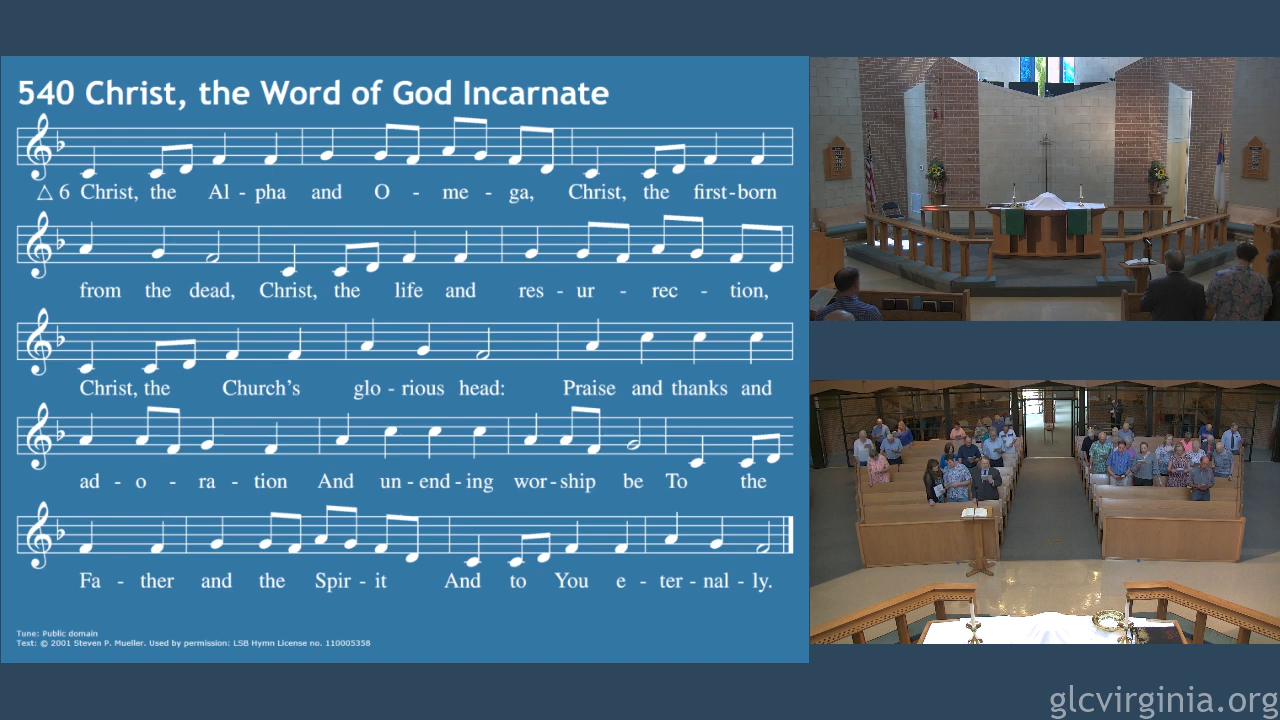 540 Christ, the Word of God Incarnate
△ 6 Christ, the Al - pha and O - me - ga, Christ, the first - born
from the dead, Christ, the life and res - ur - rec - tion,
Christ, the Church's glo - rious head: Praise and thanks and
ad - o - ra - tion And un - end - ing wor - ship be To the
Fa - ther and the Spir - it And to You e - ter - nal - ly.
Tune: Public domain
Text: © 2001 Steven P. Mueller. Used by permission: LSB Hymn License no. 110005358
glcvirginia.org